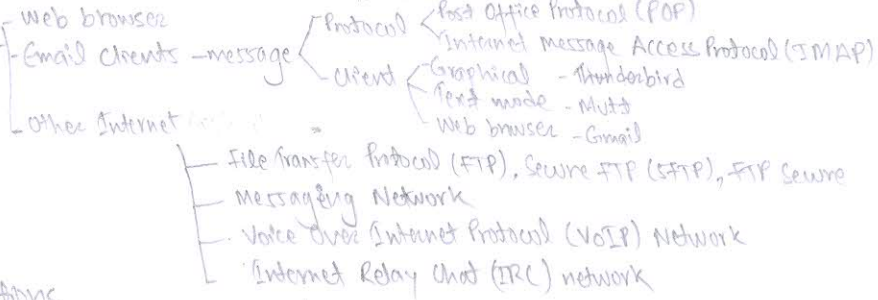 Web browser
Email Clients - message
Protocol
Post Office Protocol (POP)
Internet Message Access Protocol (IMAP)
Client
Graphical - Thunderbird
Text mode - Mutt
Web browser - Gmail
Other Internet
File Transfer Protocol (FTP), Secure FTP (SFTP), FTP Secure
Messaging Network
Voice Over Internet Protocol (VoIP) Network
Internet Relay Chat (IRC) network